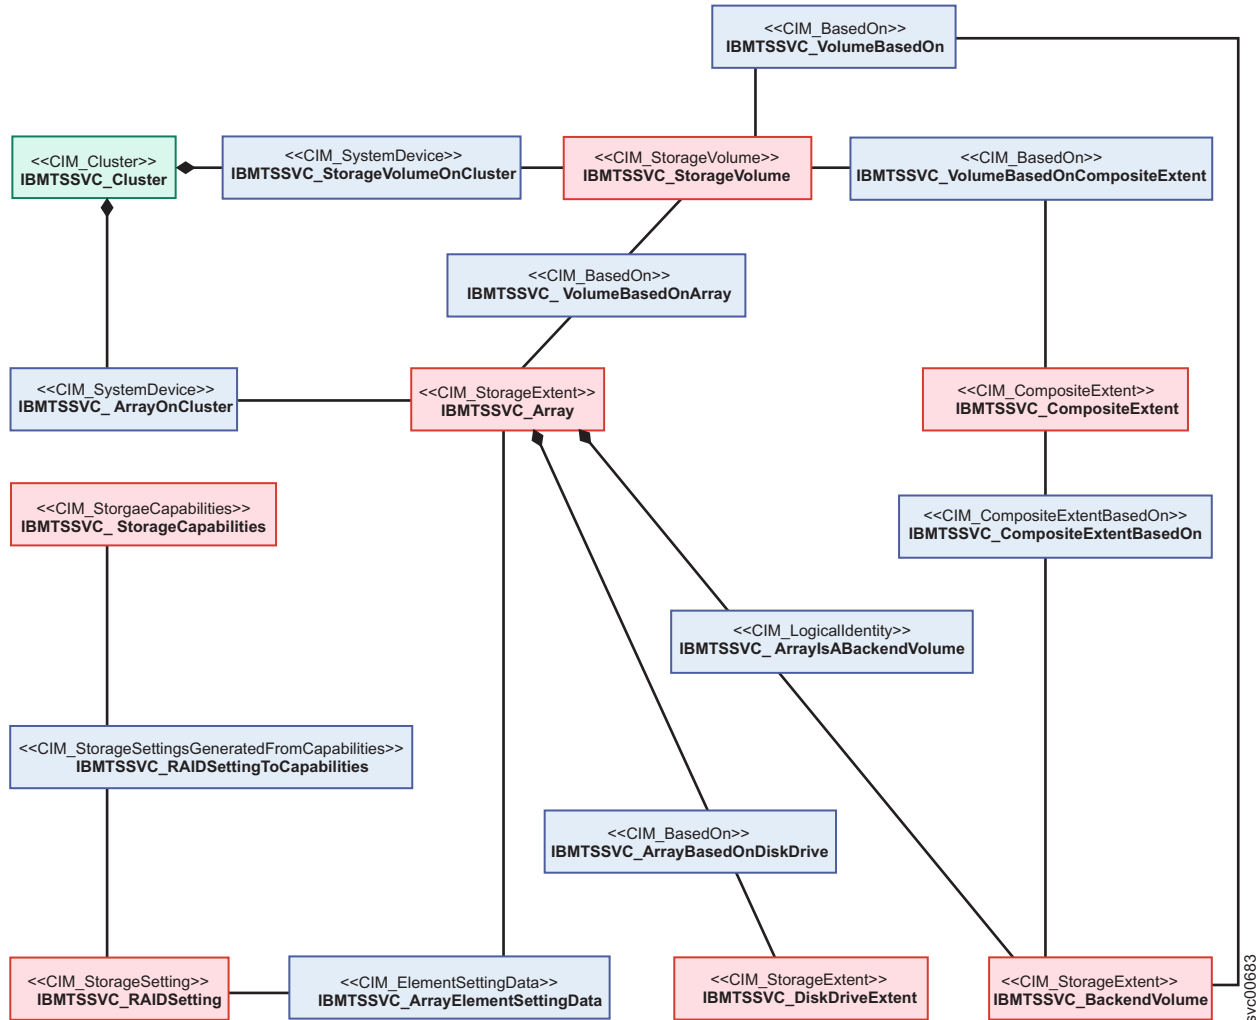 <<CIM_BasedOn>>
IBMTSSVC_VolumeBasedOn
<<CIM_Cluster>>
IBMTSSVC_Cluster
<<CIM_SystemDevice>>
IBMTSSVC_StorageVolumeOnCluster
<<CIM_StorageVolume>>
IBMTSSVC_StorageVolume
<<CIM_BasedOn>>
IBMTSSVC_VolumeBasedOnCompositeExtent
<<CIM_BasedOn>>
IBMTSSVC_ VolumeBasedOnArray
<<CIM_SystemDevice>>
IBMTSSVC_ ArrayOnCluster
<<CIM_StorageExtent>>
IBMTSSVC_Array
<<CIM_CompositeExtent>>
IBMTSSVC_CompositeExtent
<<CIM_StorgaeCapabilities>>
IBMTSSVC_ StorageCapabilities
<<CIM_CompositeExtentBasedOn>>
IBMTSSVC_CompositeExtentBasedOn
<<CIM_LogicalIdentity>>
IBMTSSVC_ ArrayIsABackendVolume
<<CIM_StorageSettingsGeneratedFromCapabilities>>
IBMTSSVC_RAIDSettingToCapabilities
<<CIM_BasedOn>>
IBMTSSVC_ArrayBasedOnDiskDrive
<<CIM_StorageSetting>>
IBMTSSVC_RAIDSetting
<<CIM_ElementSettingData>>
IBMTSSVC_ArrayElementSettingData
<<CIM_StorageExtent>>
IBMTSSVC_DiskDriveExtent
<<CIM_StorageExtent>>
IBMTSSVC_BackendVolume
svc00683